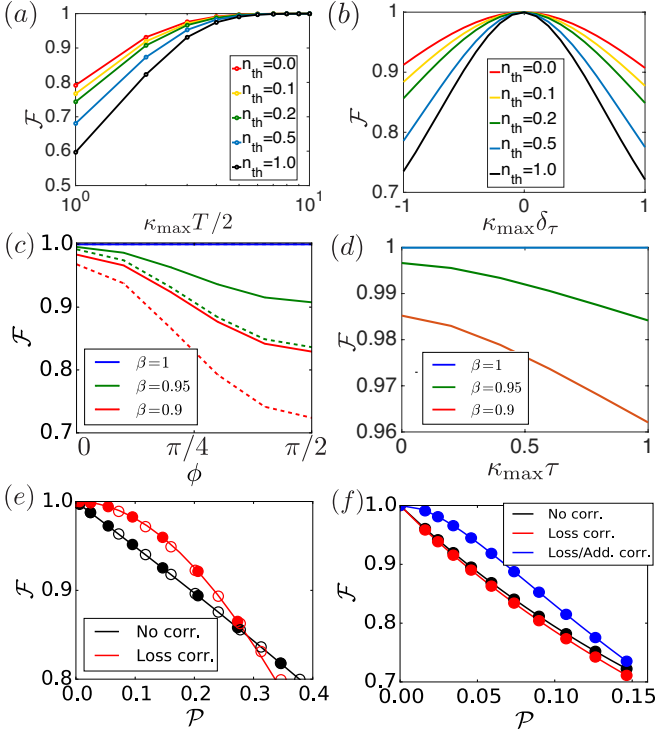 (a)
1
0.9
0.8
0.7
0.6
0.5
F
n_th=0.0
n_th=0.1
n_th=0.2
n_th=0.5
n_th=1.0
10^0
10^1
κ_max T/2
(b)
1
0.9
0.8
0.7
F
n_th=0.0
n_th=0.1
n_th=0.2
n_th=0.5
n_th=1.0
-1
0
1
κ_max δ_τ
(c)
1.0
0.9
0.8
0.7
F
β=1
β=0.95
β=0.9
0
π/4
π/2
ϕ
(d)
1
0.99
0.98
0.97
0.96
F
β=1
β=0.95
β=0.9
0
0.5
1
κ_max τ
(e)
1.0
0.9
0.8
F
No corr.
Loss corr.
0.0
0.1
0.2
0.3
0.4
P
(f)
1.0
0.9
0.8
0.7
F
No corr.
Loss corr.
Loss/Add. corr.
0.00
0.05
0.10
0.15
P